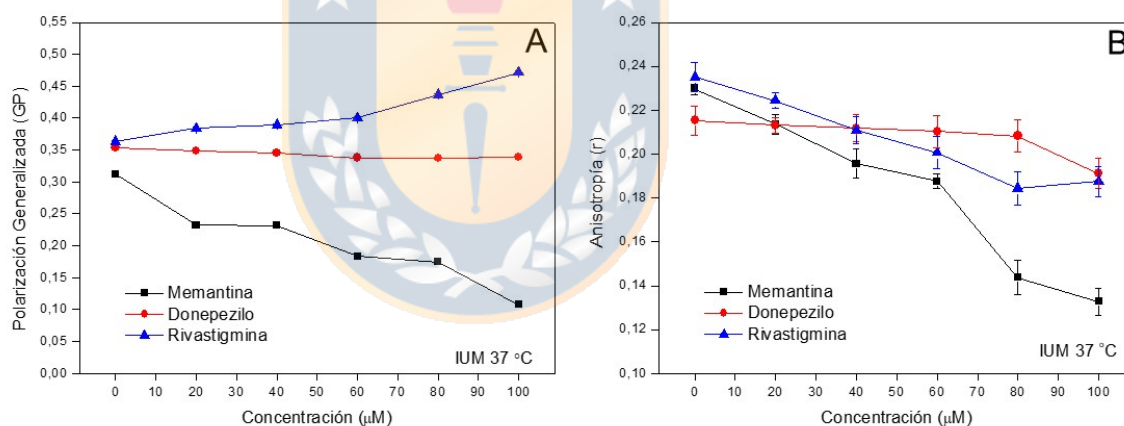 A
0,55
0,50
0,45
0,40
0,35
0,30
0,25
0,20
0,15
0,10
0,05
0,00
Polarización Generalizada (GP)
Memantina
Donepezilo
Rivastigmina
IUM 37 °C
0 10 20 30 40 50 60 70 80 90 100
Concentración (µM)
B
0,26
0,24
0,22
0,20
0,18
0,16
0,14
0,12
0,10
Anisotropía (r)
Memantina
Donepezilo
Rivastigmina
IUM 37 °C
0 10 20 30 40 50 60 70 80 90 100
Concentración (µM)